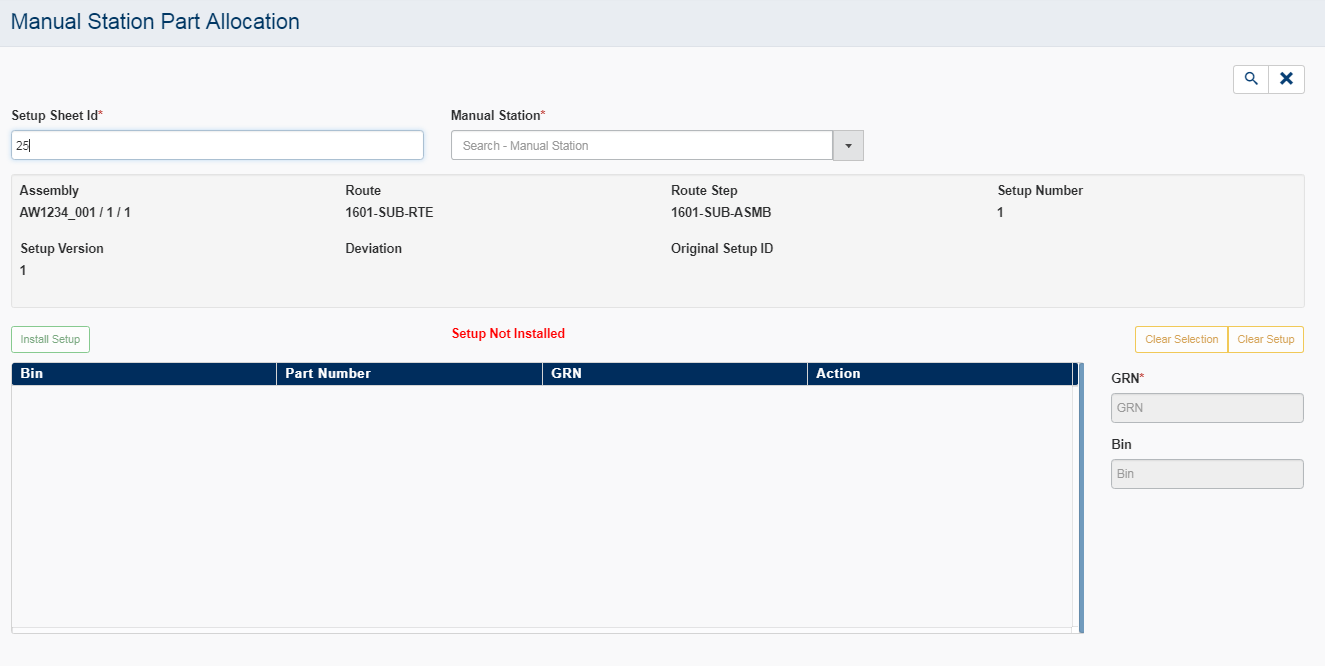 Manual Station Part Allocation
Setup Sheet Id* Manual Station*
25 Search - Manual Station
Assembly Route Route Step Setup Number
AW1234_001 / 1 / 1 1601-SUB-RTE 1601-SUB-ASMB 1
Setup Version Deviation Original Setup ID
1
Install Setup Setup Not Installed Clear Selection Clear Setup
Bin Part Number GRN Action
GRN*
GRN
Bin
Bin